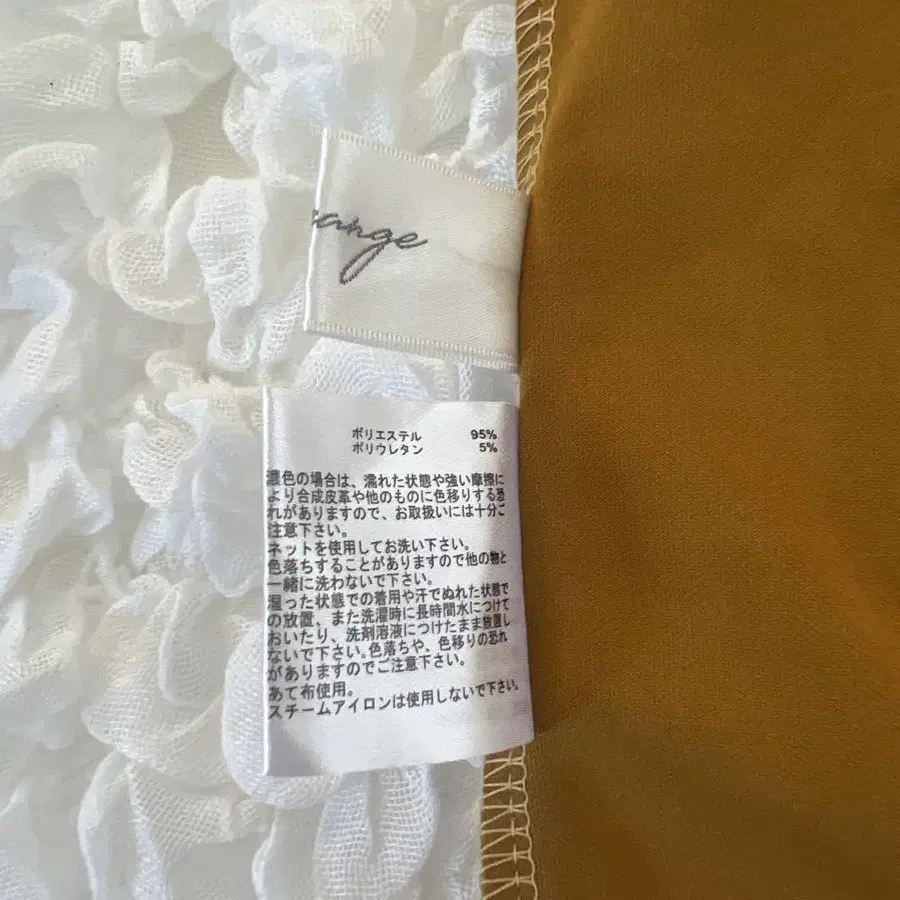 ange
ポリエステル 95%
ポリウレタン 5%
濃色の場合は、濡れた状態や強い摩擦に
より合成皮革や他のものに色移りする恐
れがありますので、お取扱いには十分ご
注意下さい。
ネットを使用してお洗い下さい。
色落ちすることがありますので他の物と
一緒に洗わないで下さい。
湿った状態での着用や汗でぬれた状態で
の放置、また洗濯時に長時間水につけて
おいたり、洗剤溶液につけたまま放置し
ないで下さい。色落ちや、色移りの恐れ
がありますのでご注意下さい。
あて布使用。
スチームアイロンは使用しないで下さい。